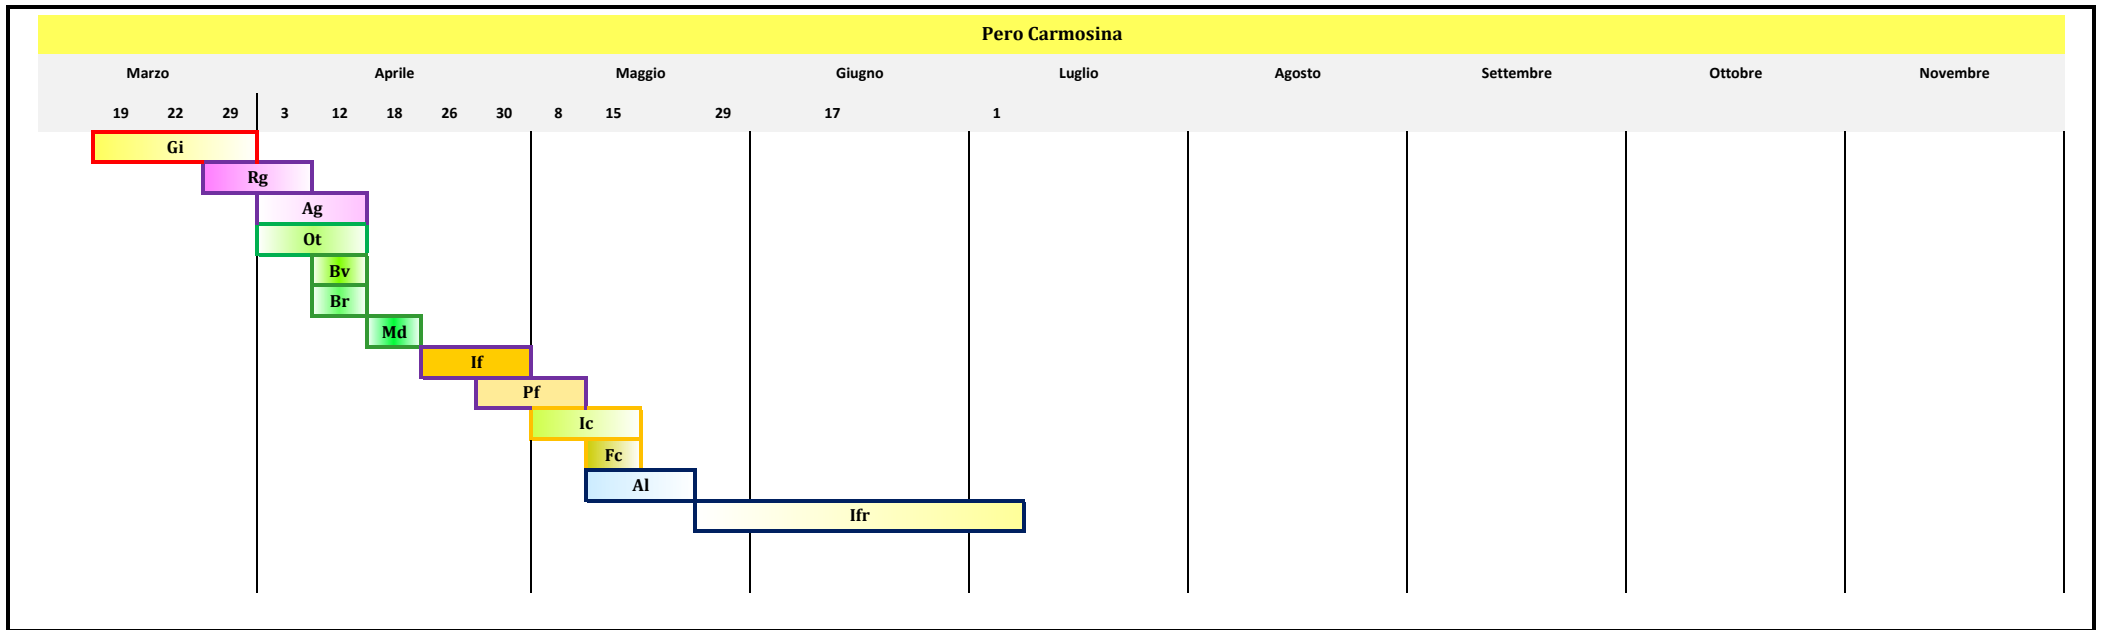 Pero Carmosina
Marzo Aprile Maggio Giugno Luglio Agosto Settembre Ottobre Novembre
19 22 29 3 12 18 26 30 8 15 29 17 1
Gi
Rg
Ag
Ot
Bv
Br
Md
If
Pf
Ic
Fc
Al
Ifr